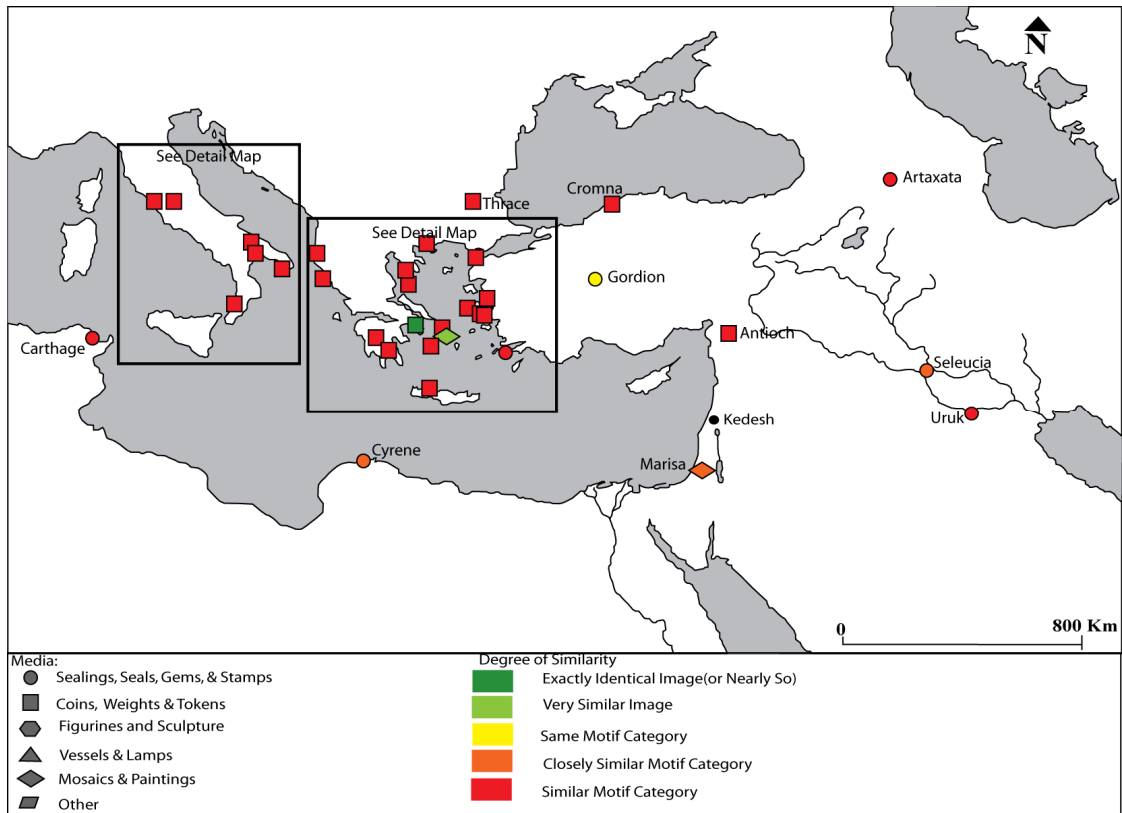 N
See Detail Map
Artaxata
Cromna
Thrace
See Detail Map
Gordion
Antioch
Carthage
Seleucia
Uruk
Kedesh
Cyrene
Marisa
0 800 Km
Media:
Sealings, Seals, Gems, & Stamps
Coins, Weights & Tokens
Figurines and Sculpture
Vessels & Lamps
Mosaics & Paintings
Other
Degree of Similarity
Exactly Identical Image(or Nearly So)
Very Similar Image
Same Motif Category
Closely Similar Motif Category
Similar Motif Category